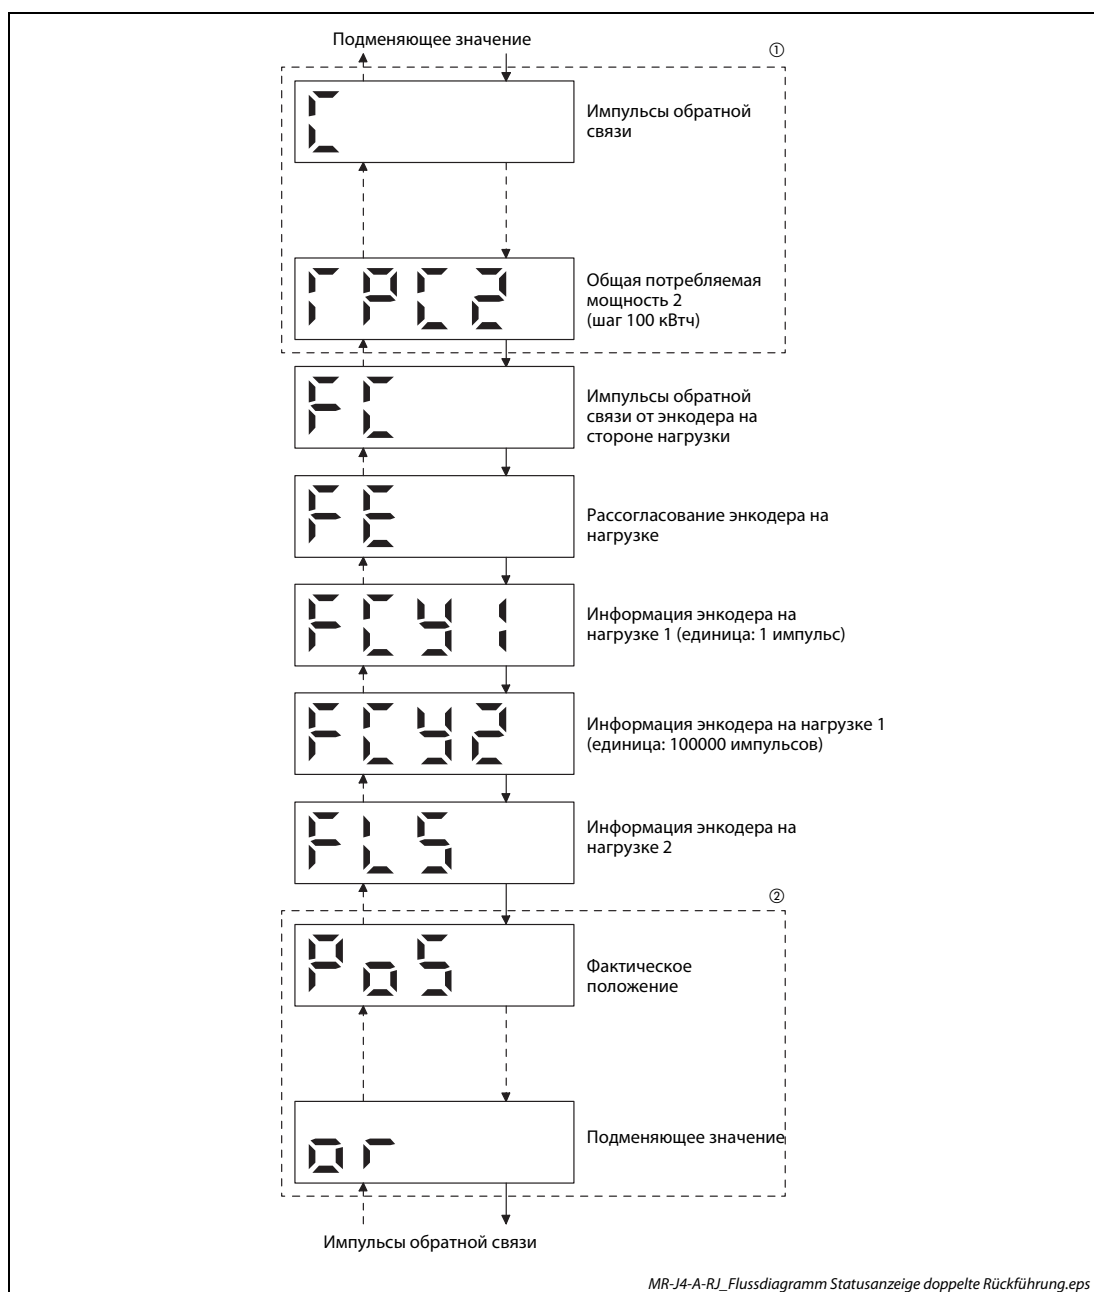 Подменяющее значение
①
C
Импульсы обратной
связи
TPC2
Общая потребляемая
мощность 2
(шаг 100 кВтч)
FC
Импульсы обратной
связи от энкодера на
стороне нагрузки
FE
Рассогласование энкодера на
нагрузке
FCY1
Информация энкодера на
нагрузке 1 (единица: 1 импульс)
FCY2
Информация энкодера на нагрузке 1
(единица: 100000 импульсов)
FLS
Информация энкодера на
нагрузке 2
②
PoS
Фактическое
положение
or
Подменяющее значение
Импульсы обратной связи
MR-J4-A-RJ_Flussdiagramm Statusanzeige doppelte Rückführung.eps